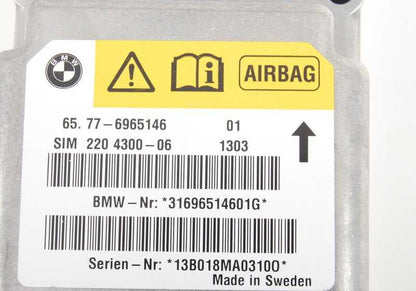 BMW
AIRBAG
65. 77-6965146 01
SIM 220 4300-06 1303
BMW-Nr: *31696514601G*
Serien-Nr: *13B018MA0310O*
Made in Sweden